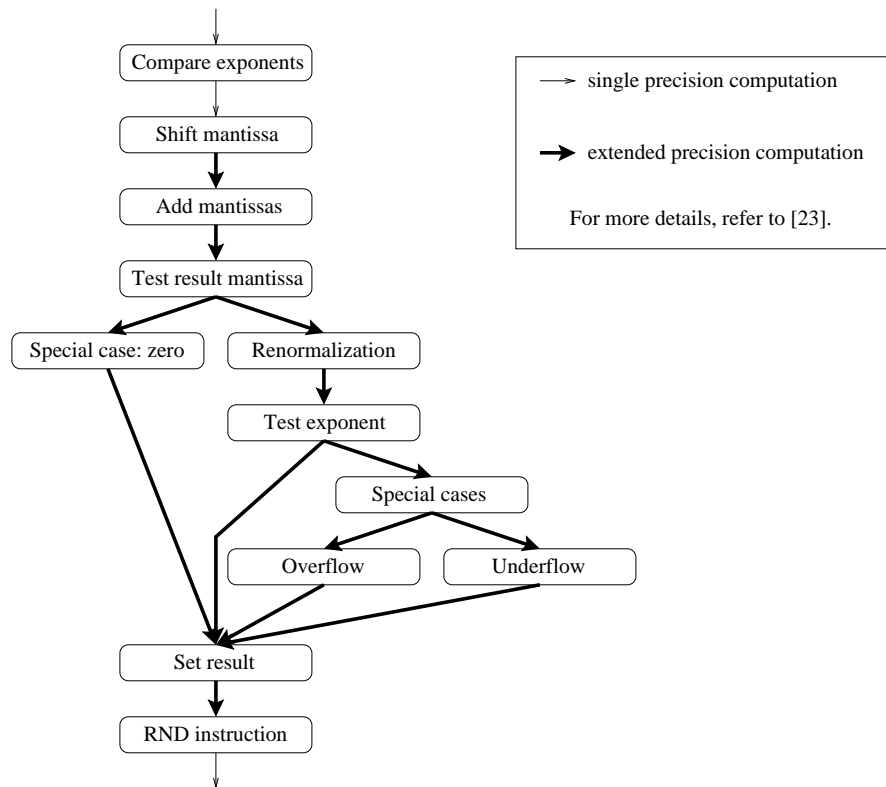 Compare exponents
single precision computation
Shift mantissa
extended precision computation
Add mantissas
For more details, refer to [23].
Test result mantissa
Special case: zero
Renormalization
Test exponent
Special cases
Overflow
Underflow
Set result
RND instruction